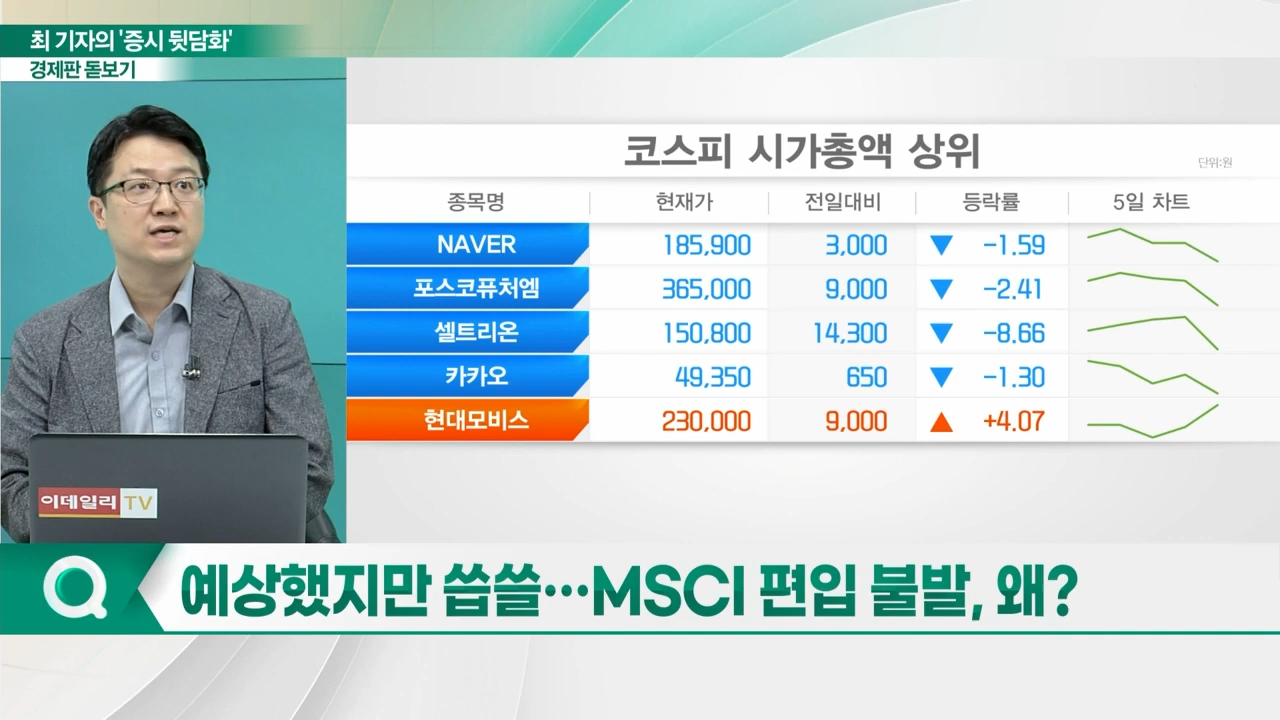 최 기자의 '증시 뒷담화'
경제판 돋보기
코스피 시가총액 상위
단위:원
종목명 현재가 전일대비 등락률 5일 차트
NAVER 185,900 3,000 ▼ -1.59
포스코퓨처엠 365,000 9,000 ▼ -2.41
셀트리온 150,800 14,300 ▼ -8.66
카카오 49,350 650 ▼ -1.30
현대모비스 230,000 9,000 ▲ +4.07
이데일리 TV
예상했지만 씁쓸…MSCI 편입 불발, 왜?